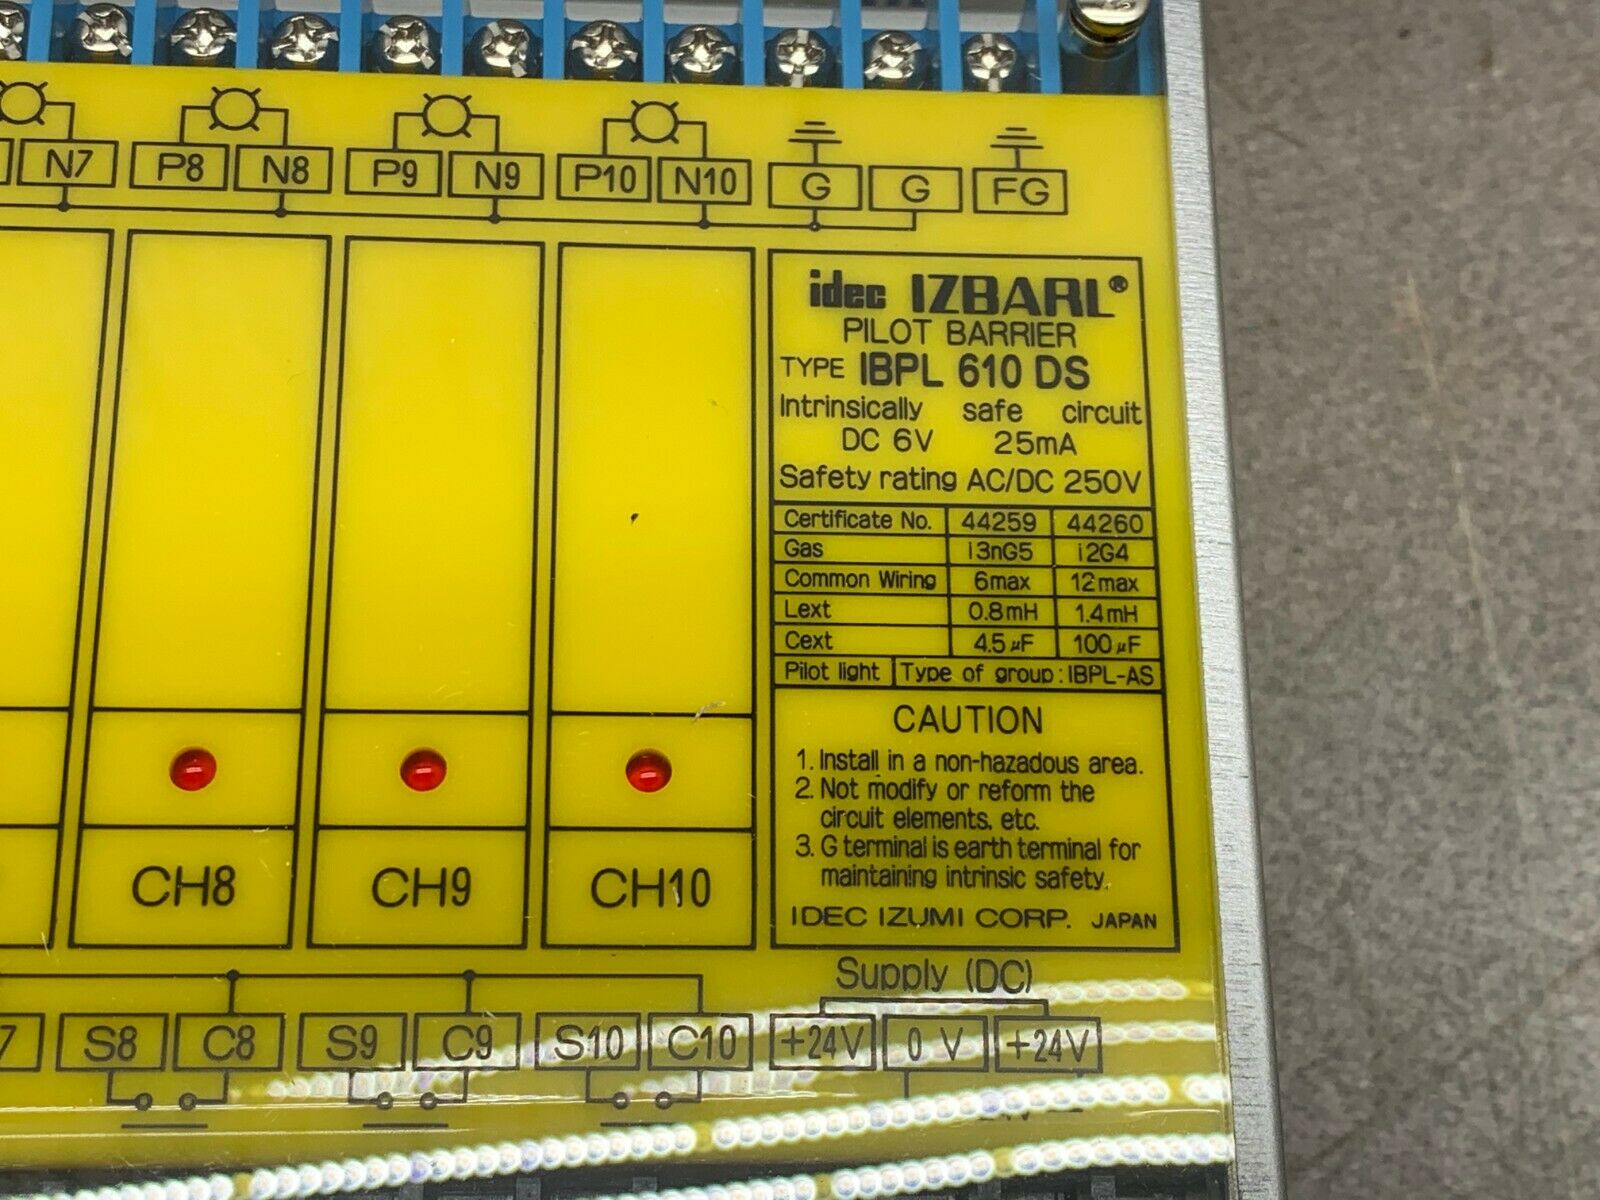 N7 P8 N8 P9 N9 P10 N10 G G FG
idec IZBARL®
PILOT BARRIER
TYPE IBPL 610 DS
Intrinsically safe circuit
DC 6V 25mA
Safety rating AC/DC 250V
Certificate No. 44259 44260
Gas i3nG5 i2G4
Common Wiring 6max 12max
Lext 0.8mH 1.4mH
Cext 4.5μF 100μF
Pilot light Type of group: IBPL-AS
CAUTION
1. Install in a non-hazadous area.
2. Not modify or reform the
circuit elements, etc.
3. G terminal is earth terminal for
maintaining intrinsic safety.
IDEC IZUMI CORP. JAPAN
CH8 CH9 CH10
Supply (DC)
7 S8 C8 S9 C9 S10 C10 +24V 0 V +24V